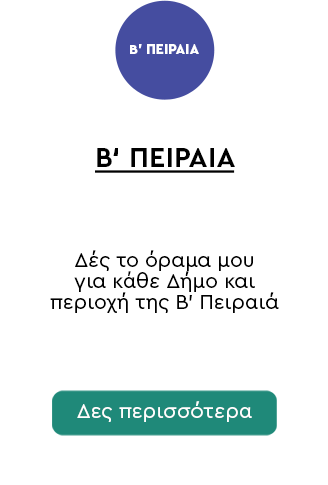 Β' ΠΕΙΡΑΙΑ
Β‘ ΠΕΙΡΑΙΑ
Δές το όραμα μου
για κάθε Δήμο και
περιοχή της Β’ Πειραιά
Δες περισσότερα